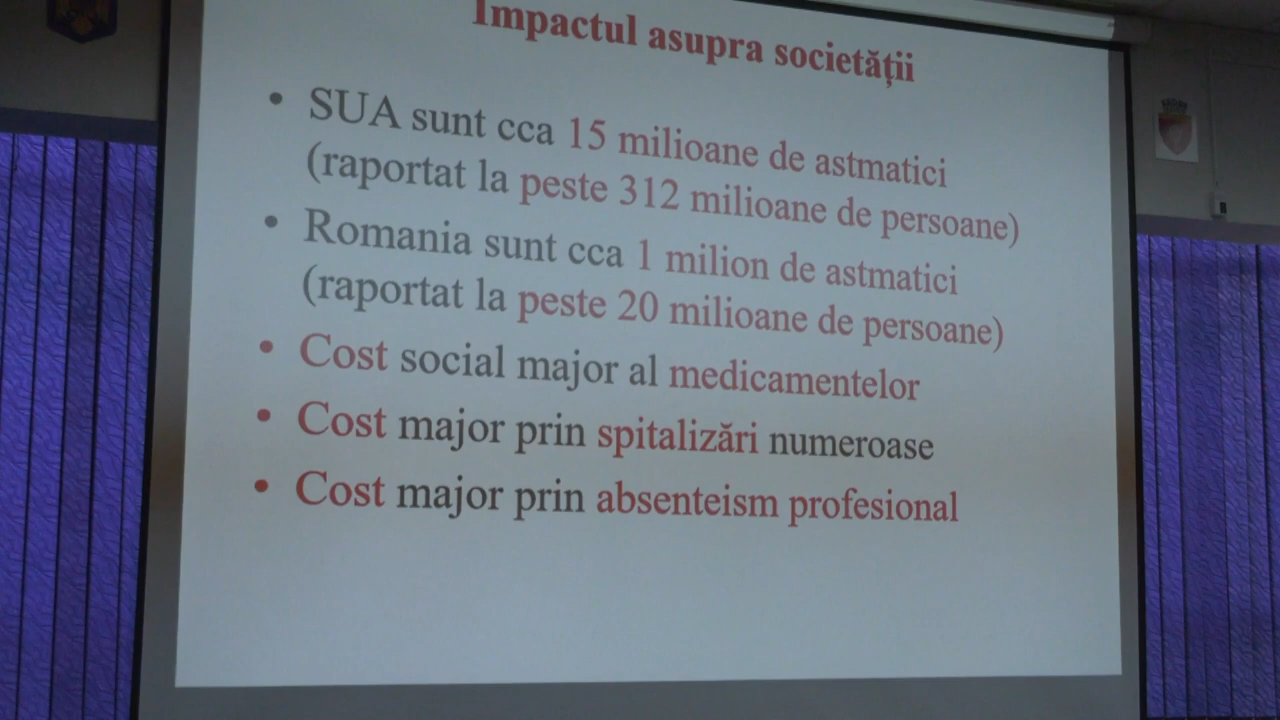 Impactul asupra societății
• SUA sunt cca 15 milioane de astmatici
(raportat la peste 312 milioane de persoane)
• Romania sunt cca 1 milion de astmatici
(raportat la peste 20 milioane de persoane)
• Cost social major al medicamentelor
• Cost major prin spitalizări numeroase
• Cost major prin absenteism profesional